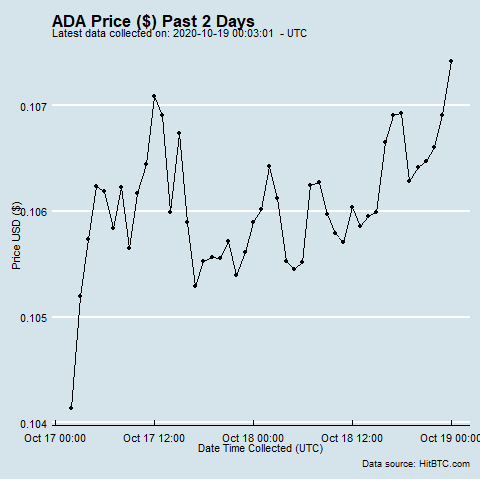 ADA Price ($) Past 2 Days
Latest data collected on: 2020-10-19 00:03:01  - UTC
0.107
0.106
Price USD ($)
0.105
0.104
Oct 17 00:00 Oct 17 12:00 Oct 18 00:00 Oct 18 12:00 Oct 19 00:00
Date Time Collected (UTC)
Data source: HitBTC.com